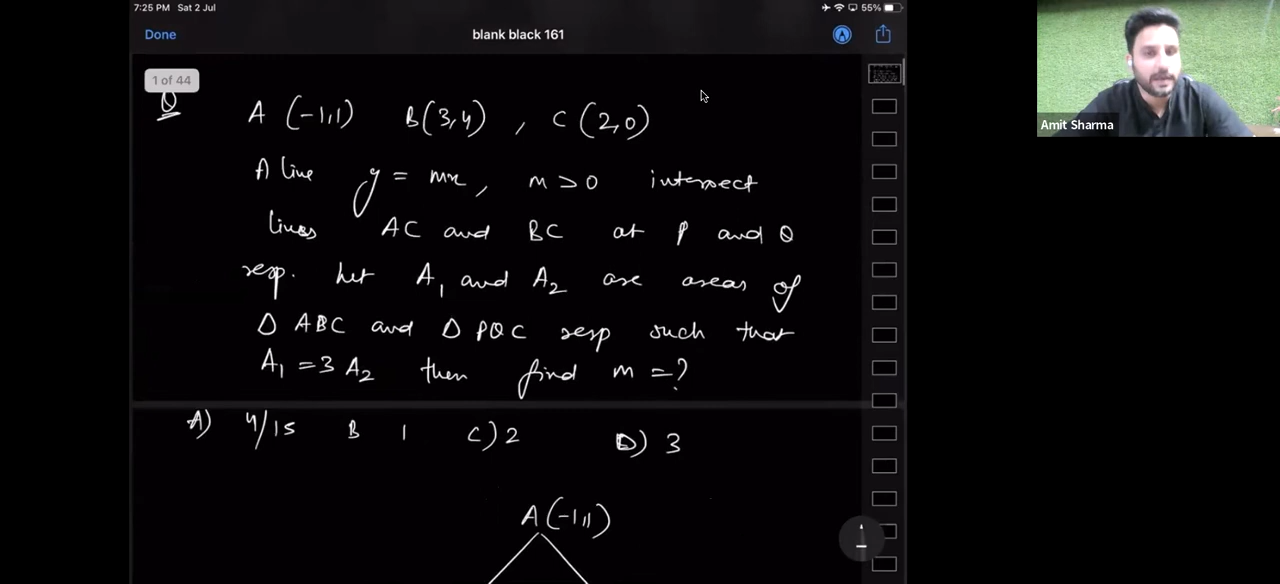 7:25 PM Sat 2 Jul
55%
Done
blank black 161
1 of 44
Q
A (-1,1) B(3,4) , C (2,0)
A line y = mx, m > 0 intersect
lines AC and BC at P and Q
resp. Let A₁ and A₂ are areas of
Δ ABC and Δ PQC resp such that
A₁ = 3 A₂ then find m = ?
A) 4/15 B 1 C) 2 D) 3
A(-1,1)
Amit Sharma